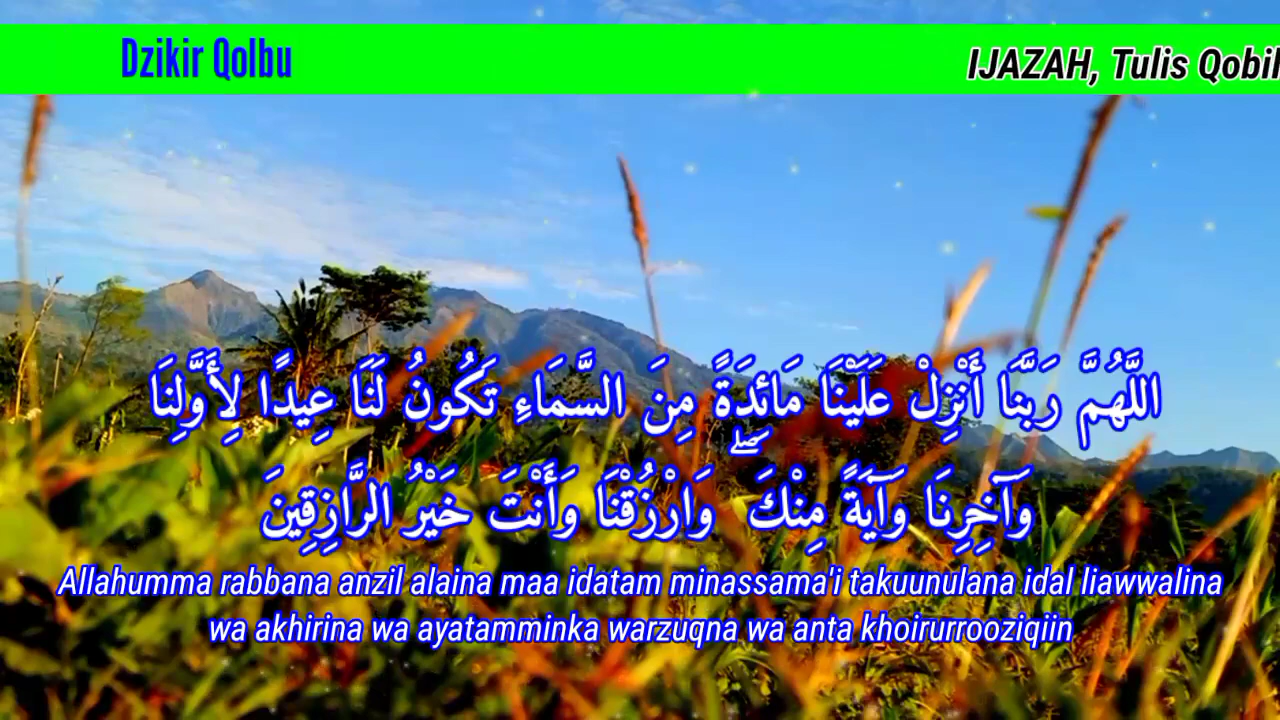 Dzikir Qolbu
IJAZAH, Tulis Qobil
اللَّهُمَّ رَبَّنَا أَنْزِلْ عَلَيْنَا مَائِدَةً مِنَ السَّمَاءِ تَكُونُ لَنَا عِيدًا لِأَوَّلِنَا
وَآخِرِنَا وَآيَةً مِنْكَ ۖ وَارْزُقْنَا وَأَنْتَ خَيْرُ الرَّازِقِينَ
Allahumma rabbana anzil alaina maa idatam minassama'i takuunulana idal liawwalina
wa akhirina wa ayatamminka warzuqna wa anta khoirurrooziqiin